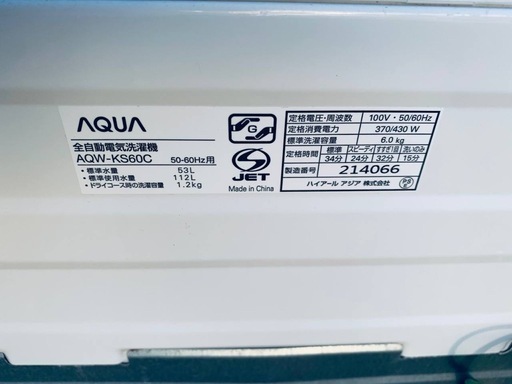 AQUA
全自動電気洗濯機
AQW-KS60C 50-60Hz用
・標準水量 53L
・標準使用水量 112L
・ドライコース時の洗濯容量 1.2kg
G
S
JET
Made in China
定格電圧・周波数 100V・50/60Hz
定格消費電力 370/430 W
標準洗濯容量 6.0kg
定格時間 標準 スピーディ すすぎ1回 洗いのみ
34分 24分 32分 15分
製造番号 214066
ハイアール アジア 株式会社
PS
E